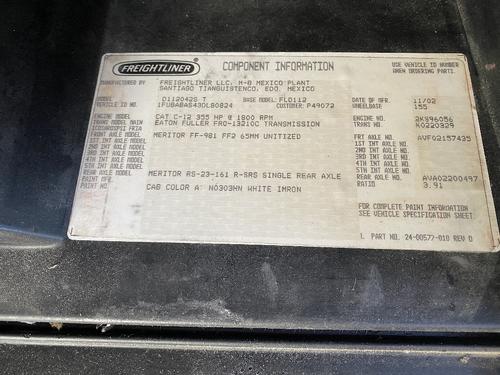 FREIGHTLINER COMPONENT INFORMATION
USE VEHICLE ID NUMBER
WHEN ORDERING PARTS.
MANUFACTURED BY FREIGHTLINER LLC. M-B MEXICO PLANT
SANTIAGO TIANGUISTENCO, EDO. MEXICO
MODEL D112042S T BASE MODEL: FLD112 DATE OF MFR. 11/02
VEHICLE ID NO. 1FUBABAS43DL80824 CUSTOMER: P49072 WHEELBASE 155
ENGINE MODEL CAT C-12 355 HP @ 1800 RPM ENGINE NO. 2KS96056
TRANS MODEL MAIN EATON FULLER FRO-13210C TRANSMISSION TRANS NO. K0220329
FRONT AXLE MODEL MERITOR FF-981 FF2 65MM UNITIZED FRT AXLE NO. AVF02157435
1ST INT AXLE MODEL 1ST INT AXLE NO.
2ND INT AXLE MODEL 2ND INT AXLE NO.
3RD INT AXLE MODEL 3RD INT AXLE NO.
4TH INT AXLE MODEL 4TH INT AXLE NO.
5TH INT AXLE MODEL 5TH INT AXLE NO.
REAR AXLE MODEL MERITOR RS-23-161 R-SRS SINGLE REAR AXLE REAR AXLE NO. AVA02200497
PAINT MFR. RATIO 3.91
PAINT NO. CAB COLOR A: N0303HN WHITE IMRON
FOR COMPLETE PAINT INFORMATION
SEE VEHICLE SPECIFICATION SHEET
PART NO. 24-00577-010 REV D